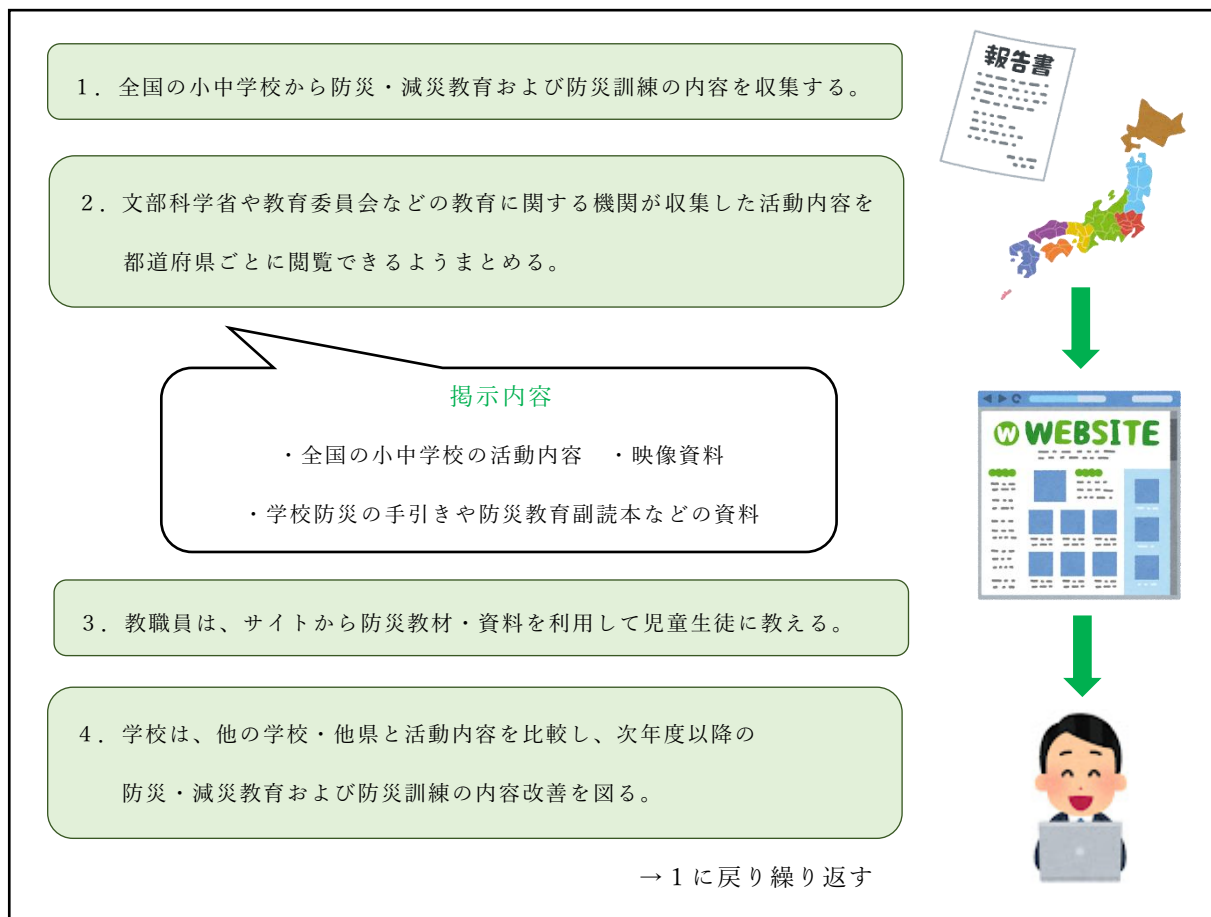 1．全国の小中学校から防災・減災教育および防災訓練の内容を収集する。
報告書
2．文部科学省や教育委員会などの教育に関する機関が収集した活動内容を
都道府県ごとに閲覧できるようまとめる。
掲示内容
・全国の小中学校の活動内容　・映像資料
・学校防災の手引きや防災教育副読本などの資料
W WEBSITE
3．教職員は、サイトから防災教材・資料を利用して児童生徒に教える。
4．学校は、他の学校・他県と活動内容を比較し、次年度以降の
防災・減災教育および防災訓練の内容改善を図る。
→1に戻り繰り返す